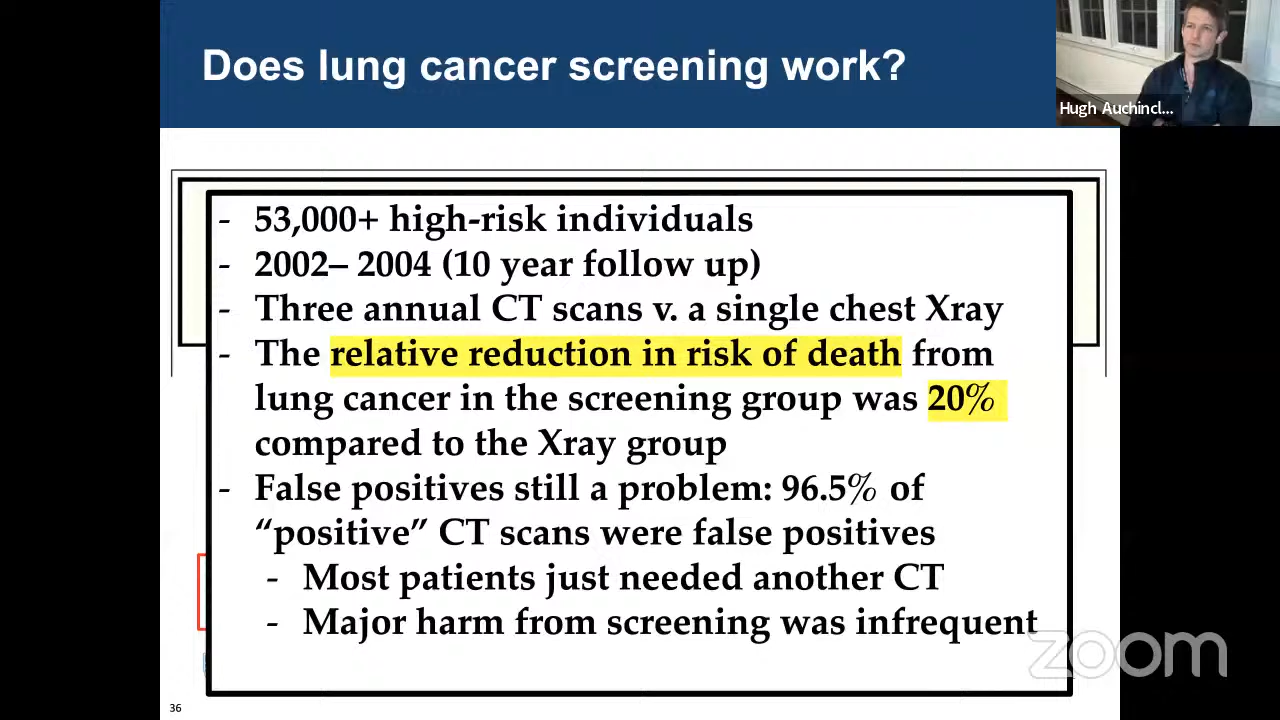 Does lung cancer screening work?
Hugh Auchincl...
- 53,000+ high-risk individuals
- 2002– 2004 (10 year follow up)
- Three annual CT scans v. a single chest Xray
- The relative reduction in risk of death from
lung cancer in the screening group was 20%
compared to the Xray group
- False positives still a problem: 96.5% of
“positive” CT scans were false positives
- Most patients just needed another CT
- Major harm from screening was infrequent
zoom
36